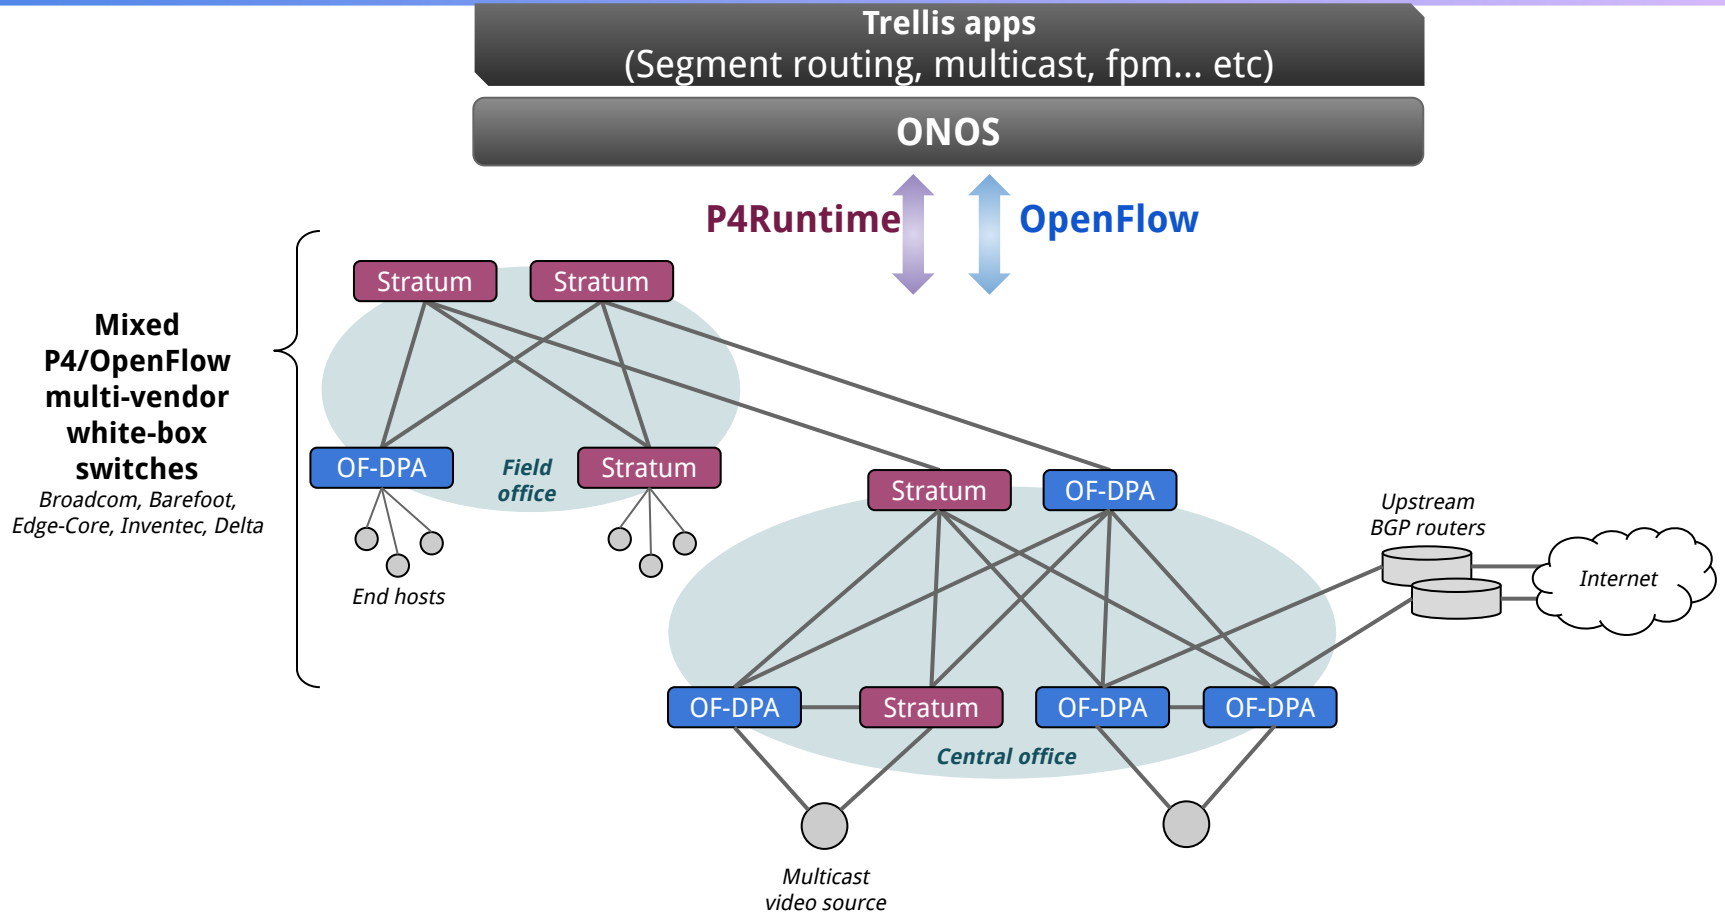 Trellis apps
(Segment routing, multicast, fpm... etc)
ONOS
P4Runtime
OpenFlow
Stratum
Stratum
Mixed
P4/OpenFlow
multi-vendor
white-box
switches
Broadcom, Barefoot,
Edge-Core, Inventec, Delta
OF-DPA
Field
office
Stratum
End hosts
Stratum
OF-DPA
Upstream
BGP routers
Internet
OF-DPA
Stratum
OF-DPA
OF-DPA
Central office
Multicast
video source